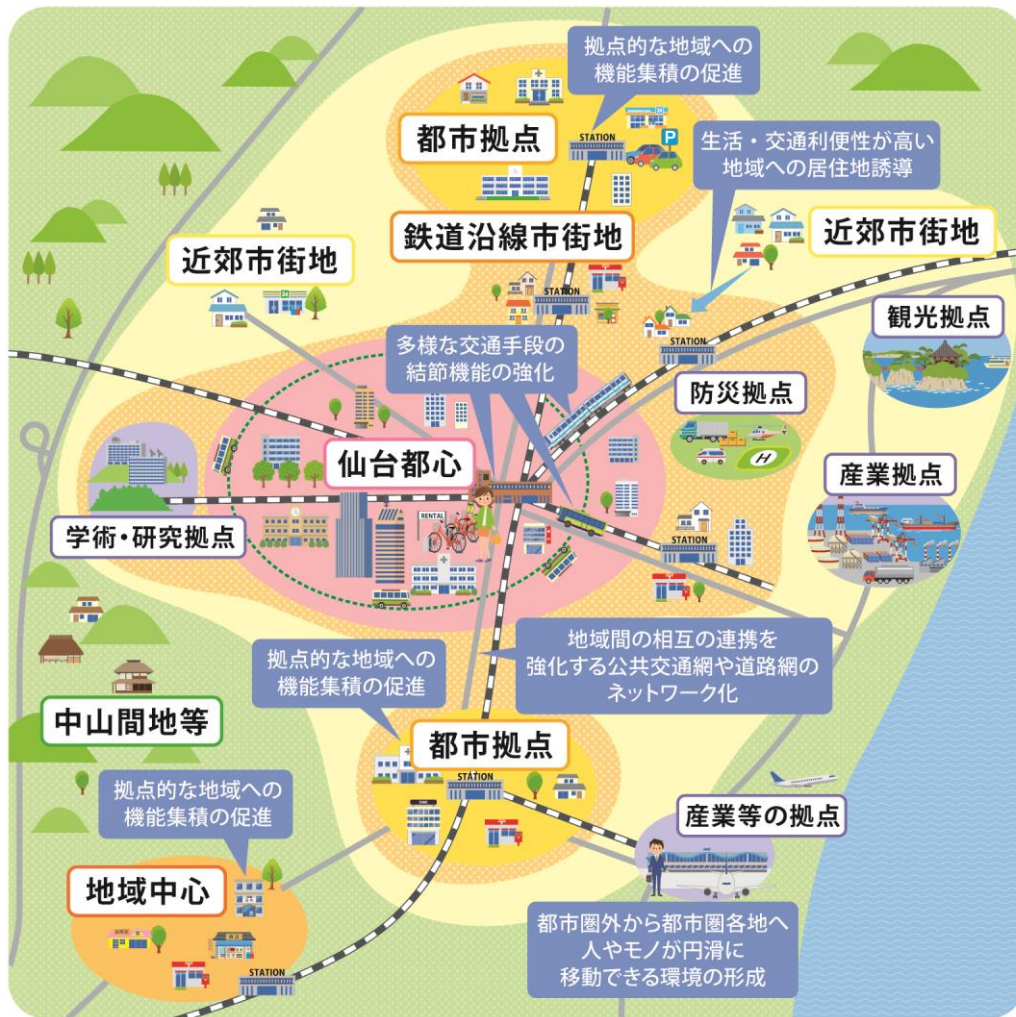 拠点的な地域への
機能集積の促進
都市拠点
STATION
P
24
生活・交通利便性が高い
地域への居住地誘導
鉄道沿線市街地
近郊市街地
近郊市街地
24
STATION
STATION
観光拠点
多様な交通手段の
結節機能の強化
防災拠点
H
仙台都心
産業拠点
RENTAL
学術・研究拠点
STATION
地域間の相互の連携を
強化する公共交通網や道路網の
ネットワーク化
拠点的な地域への
機能集積の促進
中山間地等
都市拠点
STATION
拠点的な地域への
機能集積の促進
産業等の拠点
地域中心
都市圏外から都市圏各地へ
人やモノが円滑に
移動できる環境の形成
STATION